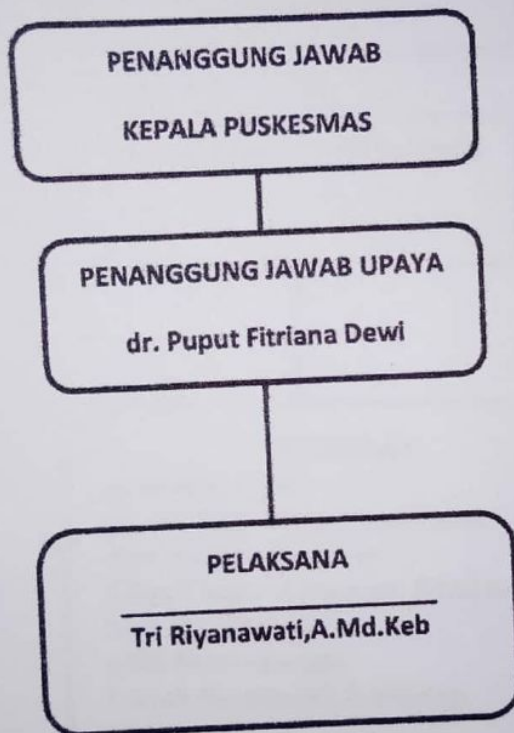 PENANGGUNG JAWAB
KEPALA PUSKESMAS
PENANGGUNG JAWAB UPAYA
dr. Puput Fitriana Dewi
PELAKSANA
Tri Riyanawati,A.Md.Keb